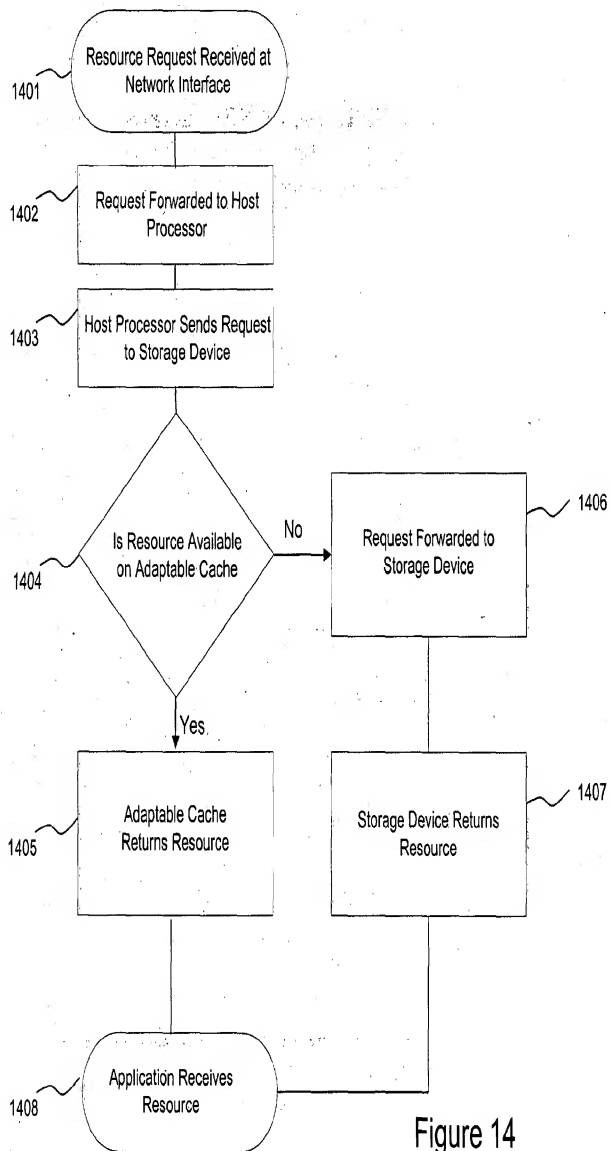 Resource Request Received at
Network Interface
1401
Request Forwarded to Host
Processor
1402
Host Processor Sends Request
to Storage Device
1403
Is Resource Available
on Adaptable Cache
1404
No
Request Forwarded to
Storage Device
1406
Yes
Adaptable Cache
Returns Resource
1405
Storage Device Returns
Resource
1407
Application Receives
Resource
1408
Figure 14